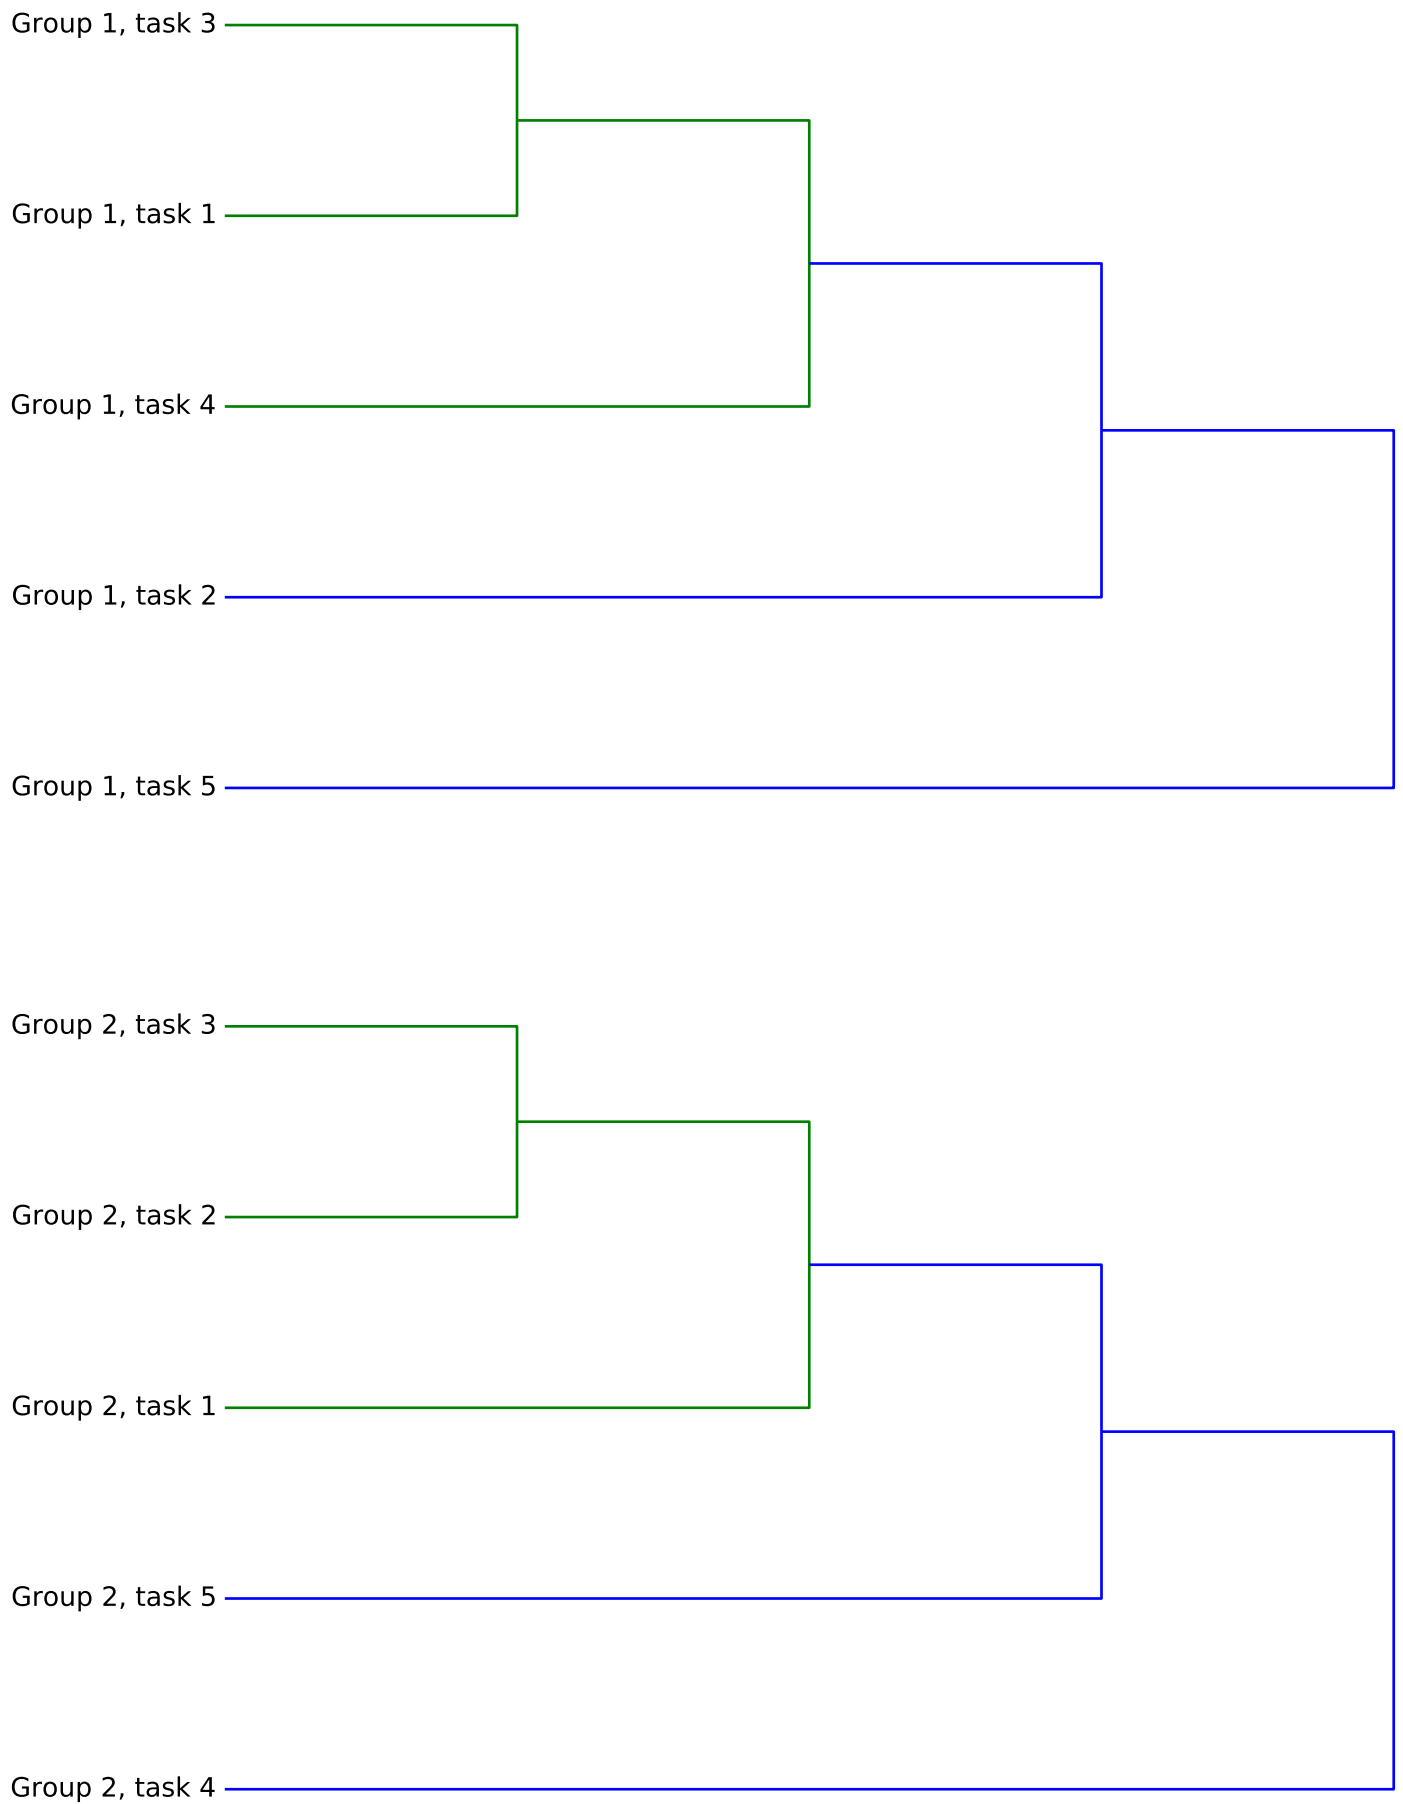 Group 1, task 3
Group 1, task 1
Group 1, task 4
Group 1, task 2
Group 1, task 5
Group 2, task 3
Group 2, task 2
Group 2, task 1
Group 2, task 5
Group 2, task 4